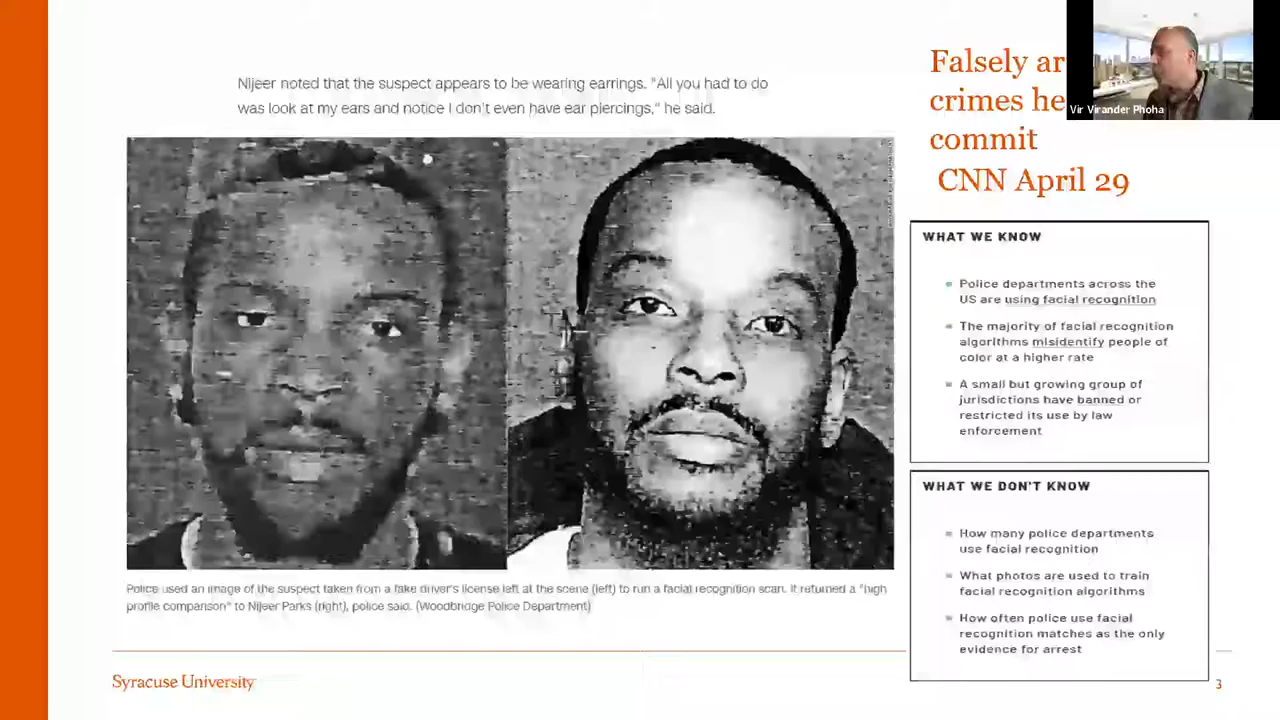 Nijeer noted that the suspect appears to be wearing earrings. "All you had to do
was look at my ears and notice I don't even have ear piercings," he said.
Falsely ar
crimes he
commit
CNN April 29
Vir Virander Phoha
WHAT WE KNOW
Police departments across the
US are using facial recognition
The majority of facial recognition
algorithms misidentify people of
color at a higher rate
A small but growing group of
jurisdictions have banned or
restricted its use by law
enforcement
WHAT WE DON'T KNOW
How many police departments
use facial recognition
What photos are used to train
facial recognition algorithms
How often police use facial
recognition matches as the only
evidence for arrest
Police used an image of the suspect taken from a fake driver's license left at the scene (left) to run a facial recognition scan. It returned a "high
profile comparison" to Nijeer Parks (right), police said. (Woodbridge Police Department)
Syracuse University
3